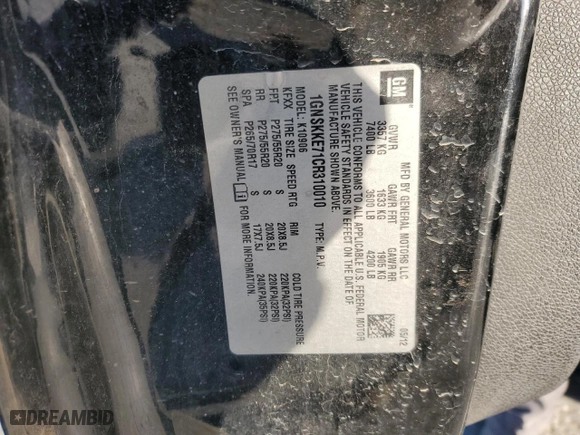 GM
MFD BY GENERAL MOTORS LLC
05/12
GVWR
GAWR FRT
GAWR RR
3357 KG
1633 KG
1905 KG
7400 LB
3600 LB
4200 LB
THIS VEHICLE CONFORMS TO ALL APPLICABLE U.S. FEDERAL MOTOR
VEHICLE SAFETY STANDARDS IN EFFECT ON THE DATE OF
MANUFACTURE SHOWN ABOVE.
1GNSKKE71CR310010
TYPE: M.P.V.
MODEL: K10906
KFXX TIRE SIZE SPEED RTG RIM COLD TIRE PRESSURE
FPT P275/55R20 S 20X8.5J 220KPA(32PSI)
RR P275/55R20 S 20X8.5J 220KPA(32PSI)
SPA P265/70R17 S 17X7.5J 240KPA(35PSI)
SEE OWNER'S MANUAL FOR MORE INFORMATION.
DREAMBID